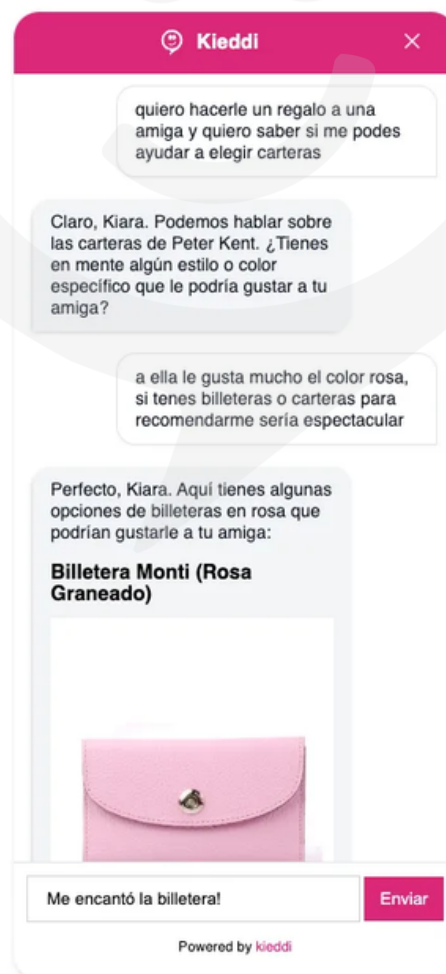 Kieddi
quiero hacerle un regalo a una
amiga y quiero saber si me podes
ayudar a elegir carteras
Claro, Kiara. Podemos hablar sobre
las carteras de Peter Kent. ¿Tienes
en mente algún estilo o color
específico que le podría gustar a tu
amiga?
a ella le gusta mucho el color rosa,
si tenes billeteras o carteras para
recomendarme sería espectacular
Perfecto, Kiara. Aquí tienes algunas
opciones de billeteras en rosa que
podrían gustarle a tu amiga:
Billetera Monti (Rosa
Graneado)
Me encantó la billetera!
Enviar
Powered by kieddi